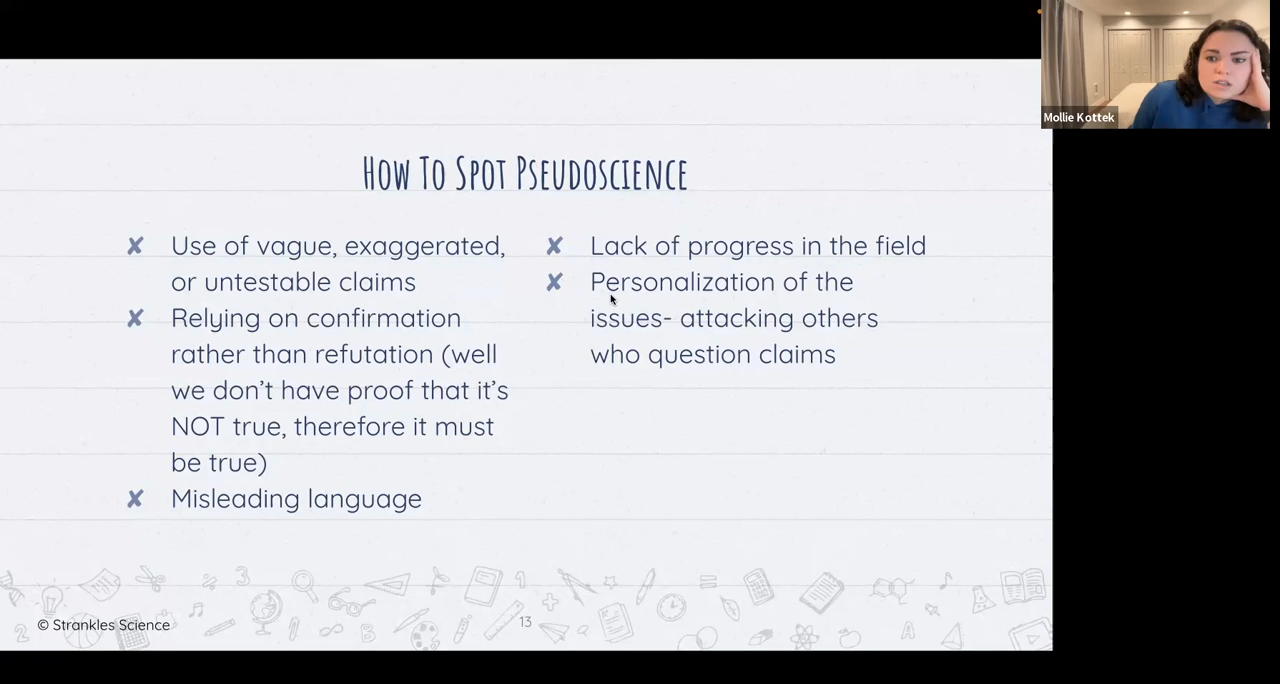 Mollie Kottek
How To Spot Pseudoscience
✘ Use of vague, exaggerated,
or untestable claims
✘ Relying on confirmation
rather than refutation (well
we don't have proof that it's
NOT true, therefore it must
be true)
✘ Misleading language
✘ Lack of progress in the field
✘ Personalization of the
issues- attacking others
who question claims
© Strankles Science
13